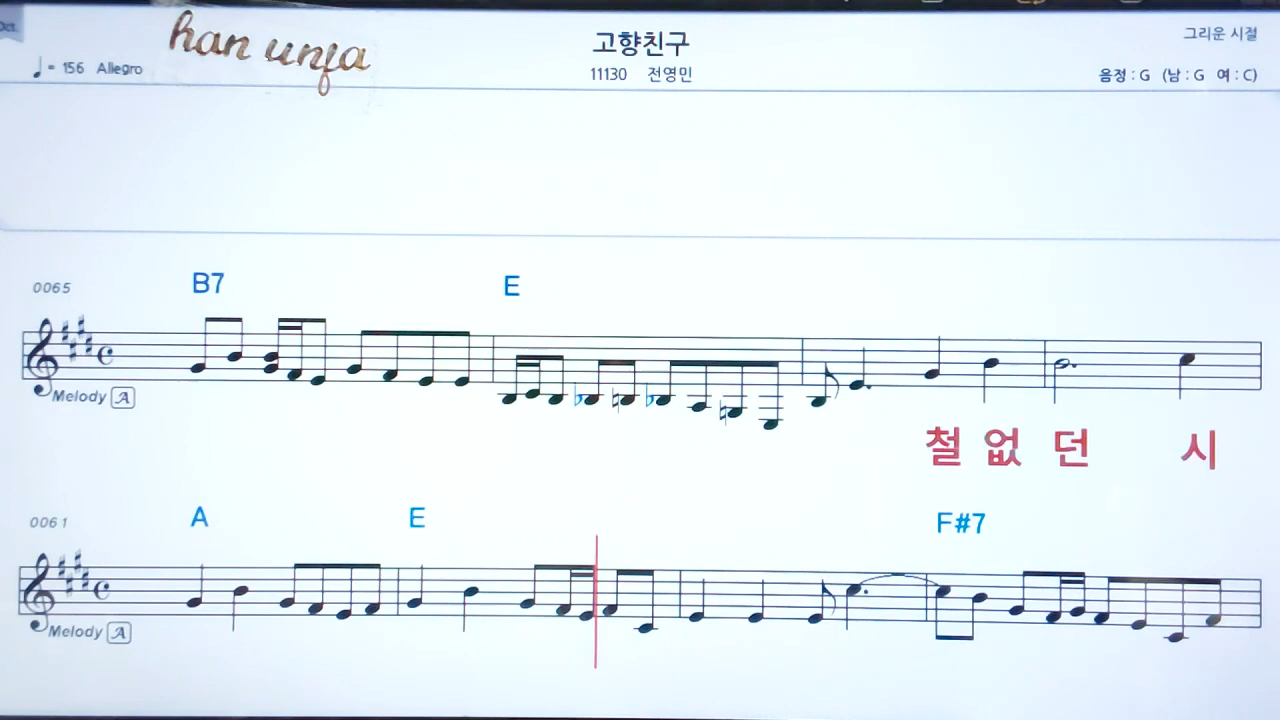 han unja
고향친구
그리운 시절
♩= 156 Allegro
11130 전영민
음정 : G (남 : G 여 : C)
0065
B7 E
Melody A
철 없 던 시
0061
A E F#7
Melody A